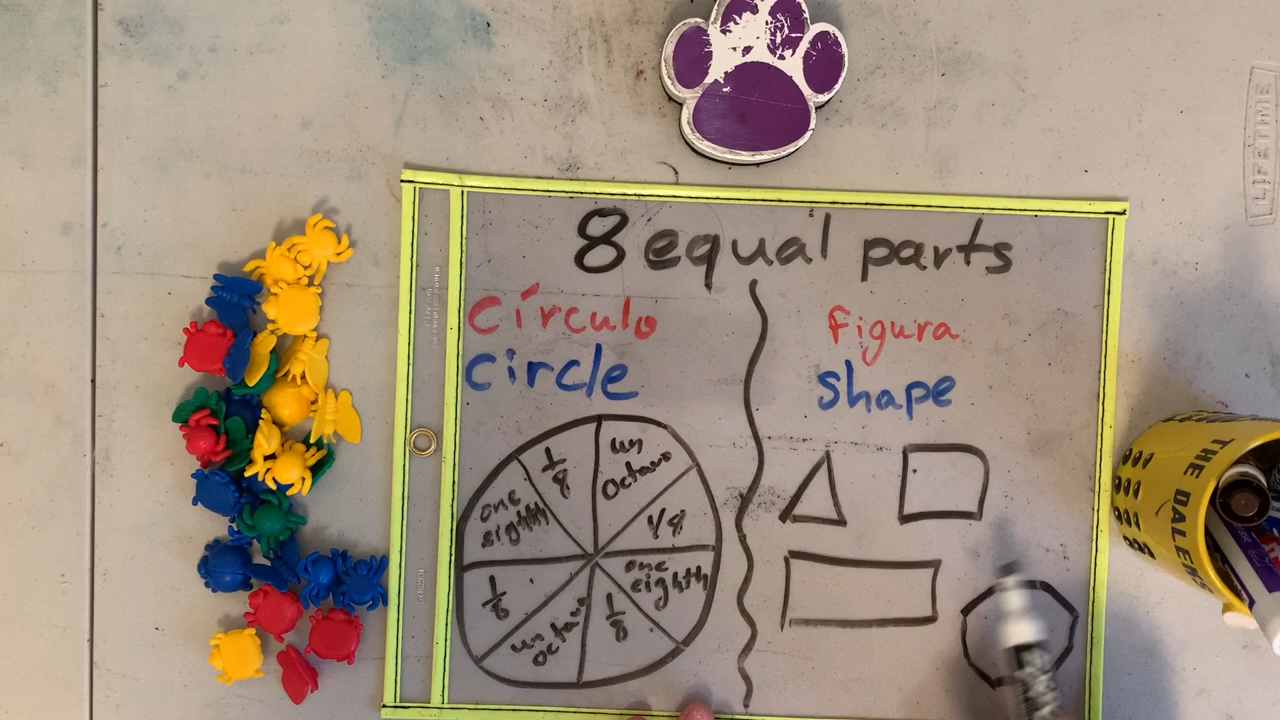 8 equal parts
círculo
circle
figura
shape
1/8
un
octavo
one
eighth
1/8
1/8
one
eighth
un
octavo
1/8
THE DALLES
LIFETIME